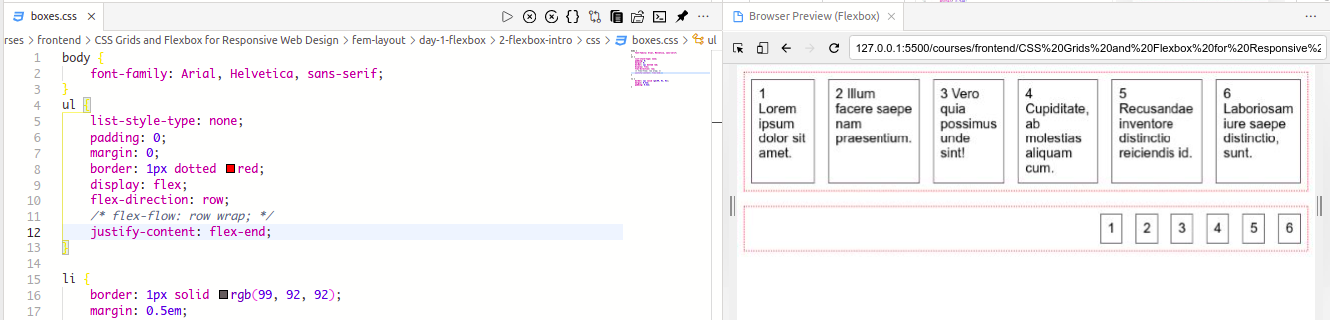 boxes.css
Browser Preview (Flexbox)
rses > frontend > CSS Grids and Flexbox for Responsive Web Design > fem-layout > day-1-flexbox > 2-flexbox-intro > css > boxes.css > ul
127.0.0.1:5500/courses/frontend/CSS%20Grids%20and%20Flexbox%20for%20Responsive%2
1 body {
2 font-family: Arial, Helvetica, sans-serif;
3 }
4 ul {
5 list-style-type: none;
6 padding: 0;
7 margin: 0;
8 border: 1px dotted red;
9 display: flex;
10 flex-direction: row;
11 /* flex-flow: row wrap; */
12 justify-content: flex-end;
13 }
14
15 li {
16 border: 1px solid rgb(99, 92, 92);
17 margin: 0.5em;
1
Lorem
ipsum
dolor sit
amet.
2 Illum
facere saepe
nam
praesentium.
3 Vero
quia
possimus
unde
sint!
4
Cupiditate,
ab
molestias
aliquam
cum.
5
Recusandae
inventore
distinctio
reiciendis id.
6
Laboriosam
iure saepe
distinctio,
sunt.
1 2 3 4 5 6